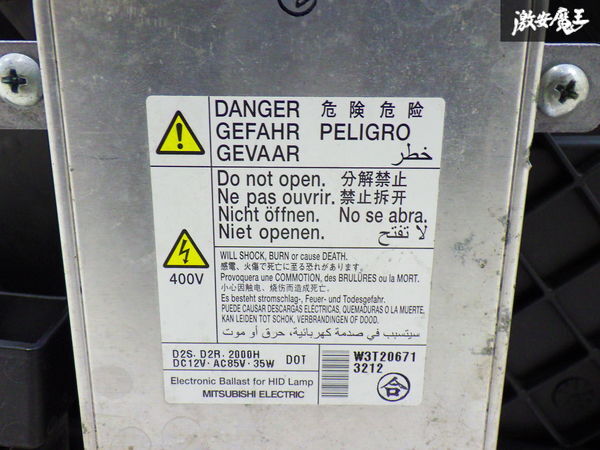 激安魔王
DANGER 危険 危险
GEFAHR PELIGRO
GEVAAR خطر
Do not open. 分解禁止
Ne pas ouvrir. 禁止拆开
Nicht öffnen. No se abra.
Niet openen. لا تفتح
400V
WILL SHOCK, BURN or cause DEATH.
感電、火傷で死亡に至る恐れがあります。
Provoquera une COMMOTION, des BRULÛRES ou la MORT.
小心因触电、烧伤而造成死亡.
Es besteht stromschlag-, Feuer- und Todesgefahr.
PUEDE CAUSAR DESCARGAS ELECTRICAS, QUEMADURAS O LA MUERTE.
KAN LEIDEN TOT SCHOK, VERBRANDINGEN OF DOOD.
سيتسبب في صدمة كهربائية، حرق أو موت
D2S, D2R, 2000H
DC12V·AC85V·35W DOT
W3T20671
3212
Electronic Ballast for HID Lamp
MITSUBISHI ELECTRIC
合